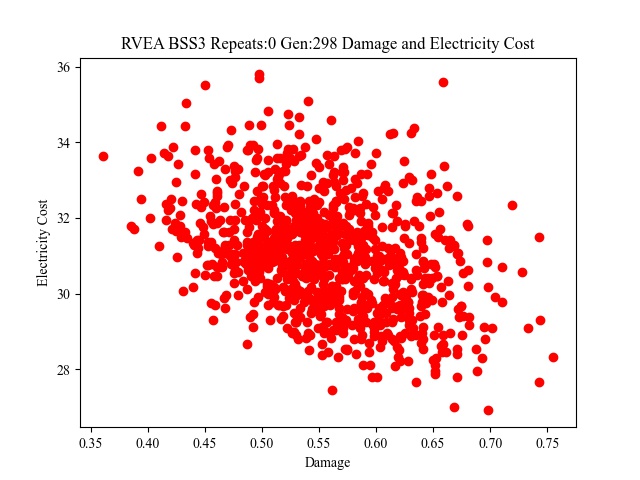 RVEA BSS3 Repeats:0 Gen:298 Damage and Electricity Cost
36
34
32
30
28
Electricity Cost
0.35 0.40 0.45 0.50 0.55 0.60 0.65 0.70 0.75
Damage